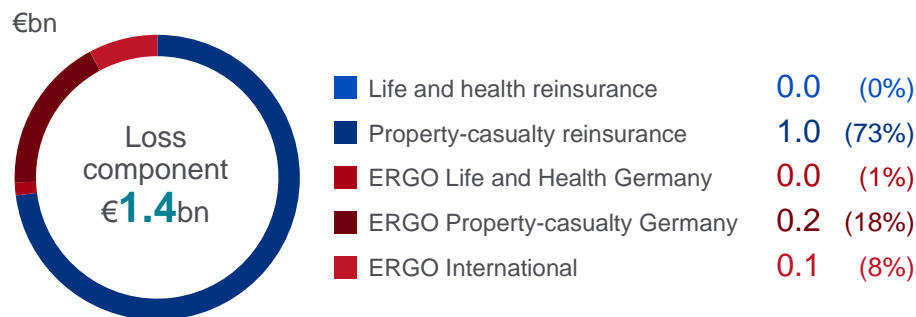 €bn
Loss
component
€1.4bn
Life and health reinsurance 0.0 (0%)
Property-casualty reinsurance 1.0 (73%)
ERGO Life and Health Germany 0.0 (1%)
ERGO Property-casualty Germany 0.2 (18%)
ERGO International 0.1 (8%)